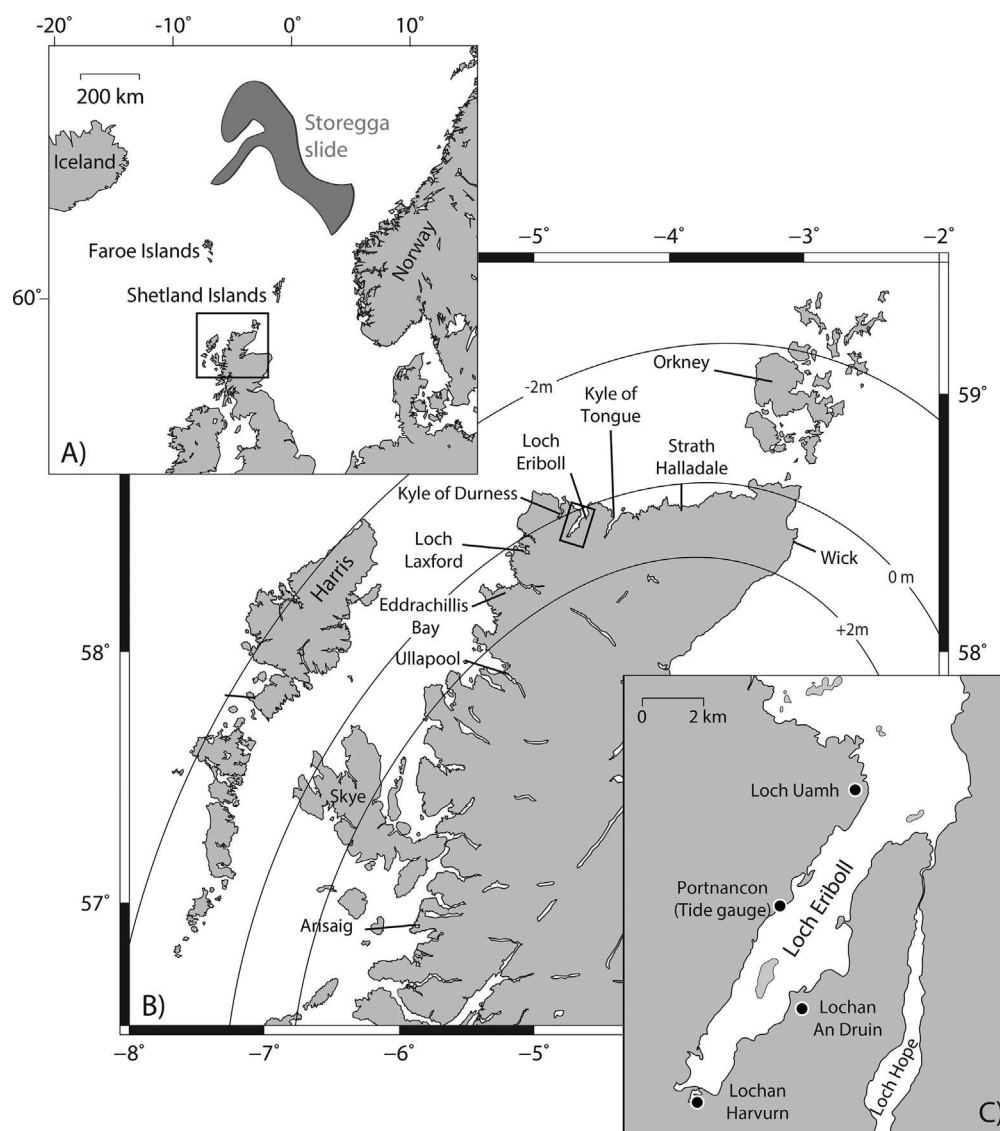 -20°
-10°
0°
10°
200 km
Storegga
slide
Iceland
Faroe Islands
Norway
60°
Shetland Islands
A)
−5°
−4°
−3°
−2°
Orkney
59°
-2m
Kyle of
Tongue
Loch
Eriboll
Strath
Halladale
Kyle of Durness
Loch
Laxford
Wick
Harris
0 m
Eddrachillis
Bay
+2m
58°
58°
Ullapool
0
2 km
Skye
Loch Uamh
57°
Portnancon
(Tide gauge)
Loch Eriboll
Arisaig
B)
Lochan
An Druin
Loch Hope
Lochan
Harvurn
C)
−8°
−7°
−6°
−5°